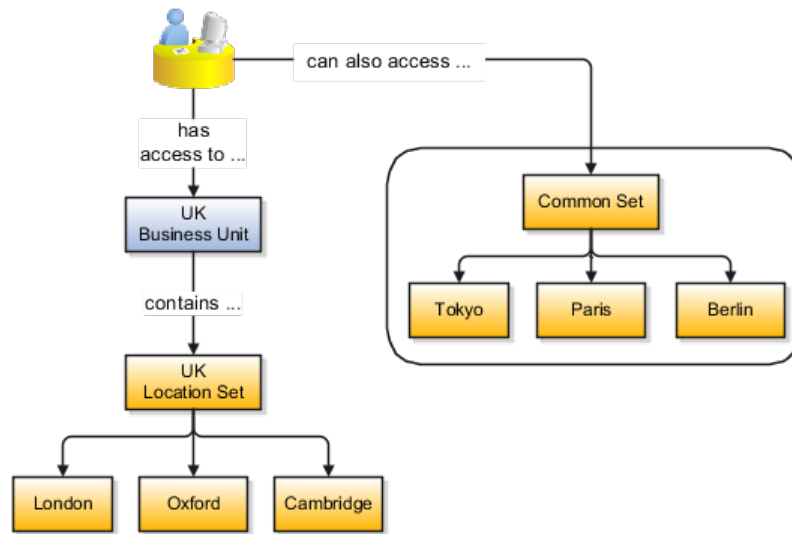 can also access ...
has
access to ...
UK
Business Unit
Common Set
Tokyo
Paris
Berlin
contains ...
UK
Location Set
London
Oxford
Cambridge